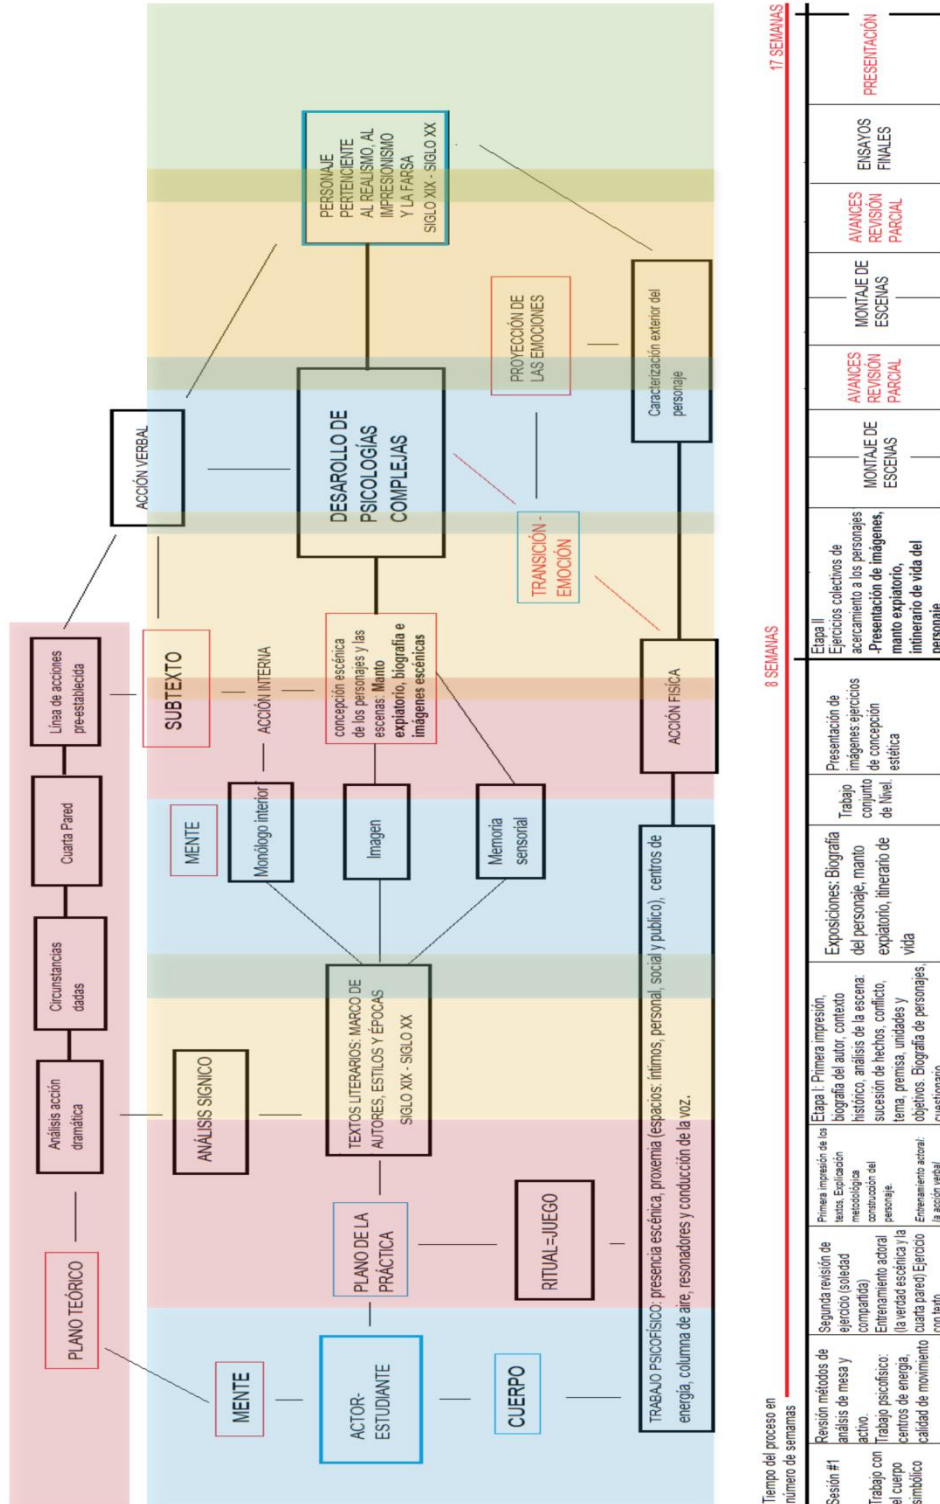 PLANO TEÓRICO
Análisis acción
dramática
Circunstancias
dadas
Cuarta Pared
Línea de acciones
pre-establecida
ACCIÓN VERBAL
ANÁLISIS SIGNICO
MENTE
SUBTEXTO
MENTE
Monólogo interior
ACCIÓN INTERNA
ACTOR-
ESTUDIANTE
PLANO DE LA
PRÁCTICA
TEXTOS LITERARIOS: MARCO DE
AUTORES, ESTILOS Y ÉPOCAS
SIGLO XIX - SIGLO XX
Imagen
concepción escénica
de los personajes y las
escenas: Manto
expiatorio, biografia e
imágenes escénicas
DESAROLLO DE
PSICOLOGÍAS
COMPLEJAS
PERSONAJE
PERTENCIENTE
AL REALISMO, AL
IMPRESIONISMO
Y LA FARSA
SIGLO XIX - SIGLO XX
CUERPO
RITUAL=JUEGO
Memoria
sensorial
TRANSICIÓN -
EMOCIÓN
PROYECCIÓN DE
LAS EMOCIONES
TRABAJO PSICOFÍSICO: presencia escénica, proxemia (espacios: intimos, personal, social y publico), centros de
energía, columna de aire, resonadores y conducción de la voz.
ACCIÓN FISÍCA
Caracterización exterior del
personaje
Tiempo del proceso en
número de semanas
8 SEMANAS
17 SEMANAS
Sesión #1
Trabajo con
el cuerpo
simbólico
Revisión métodos de
análisis de mesa y
activo.
Trabajo psicofísico:
centros de energía,
calidad de movimiento
Segunda revisión de
ejercicio (soledad
compartida)
Entrenamiento actoral
(la verdad escénica y la
cuarta pared) Ejercicio
con texto
Primera impresión de los
textos. Explicación
metodológica
construcción del
personaje.
Entrenamiento actoral:
la acción verbal
Etapa I: Primera impresión,
biografia del autor, contexto
histórico, análisis de la escena:
sucesión de hechos, conflicto,
tema, premisa, unidades y
objetivos. Biografía de personajes,
cuestionario
Exposiciones: Biografia
del personaje, manto
expiatorio, itinerario de
vida
Trabajo
conjunto
de Nivel.
Presentación de
imágenes:ejercicios
de concepción
estética
Etapa II
Ejercicios colectivos de
acercamiento a los personajes
-Presentación de imágenes,
manto expiatorio,
intinerario de vida del
personaje
MONTAJE DE
ESCENAS
AVANCES
REVISIÓN
PARCIAL
MONTAJE DE
ESCENAS
AVANCES
REVISIÓN
PARCIAL
ENSAYOS
FINALES
PRESENTACIÓN